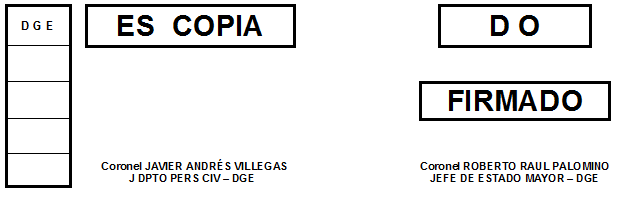 D G E
ES COPIA
D O
FIRMADO
Coronel JAVIER ANDRÉS VILLEGAS
J DPTO PERS CIV – DGE
Coronel ROBERTO RAUL PALOMINO
JEFE DE ESTADO MAYOR – DGE